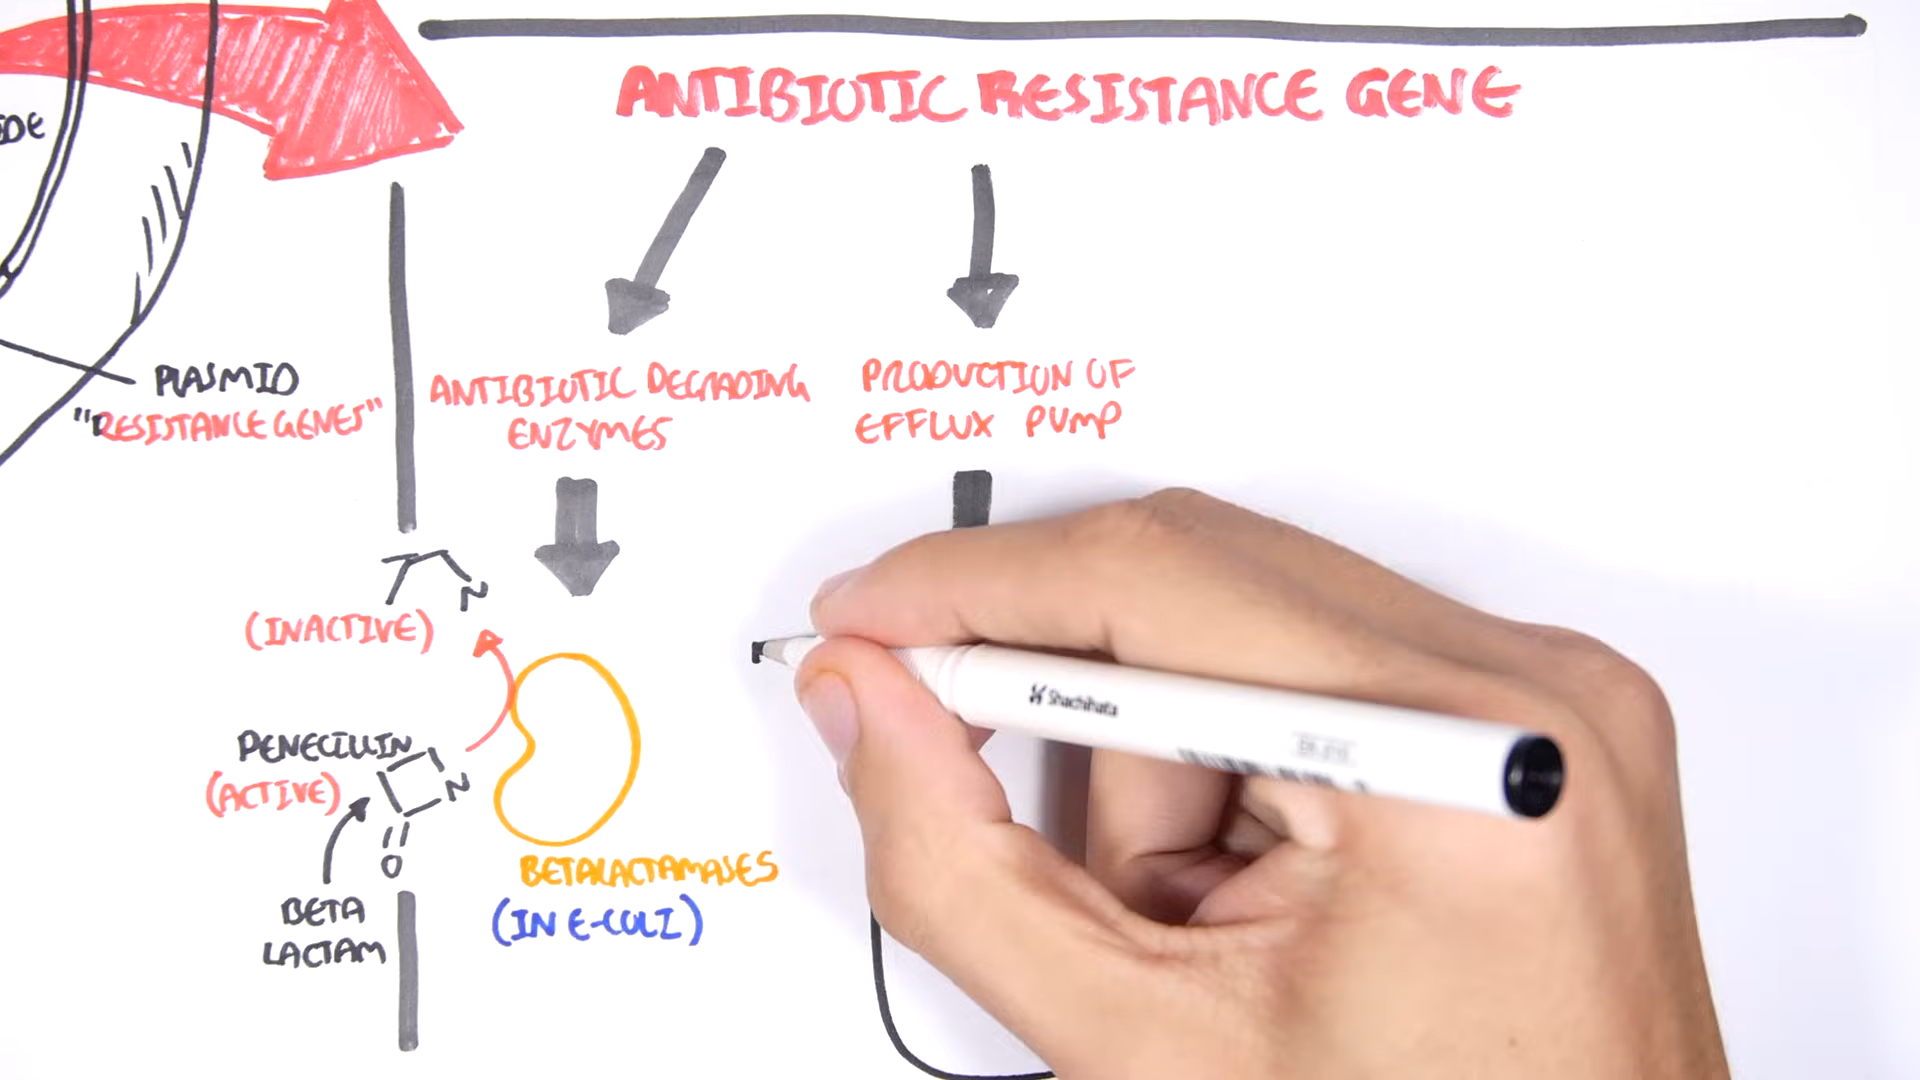 ANTIBIOTIC RESISTANCE GENE
PLASMID
"RESISTANCE GENES"
ANTIBIOTIC DEGRADING
ENZYMES
PRODUCTION OF
EFFLUX PUMP
N
(INACTIVE)
PENECILLIN
(ACTIVE)
N
O
BETA
LACTAM
BETALACTAMASES
(IN E-COLI)
Shachihata